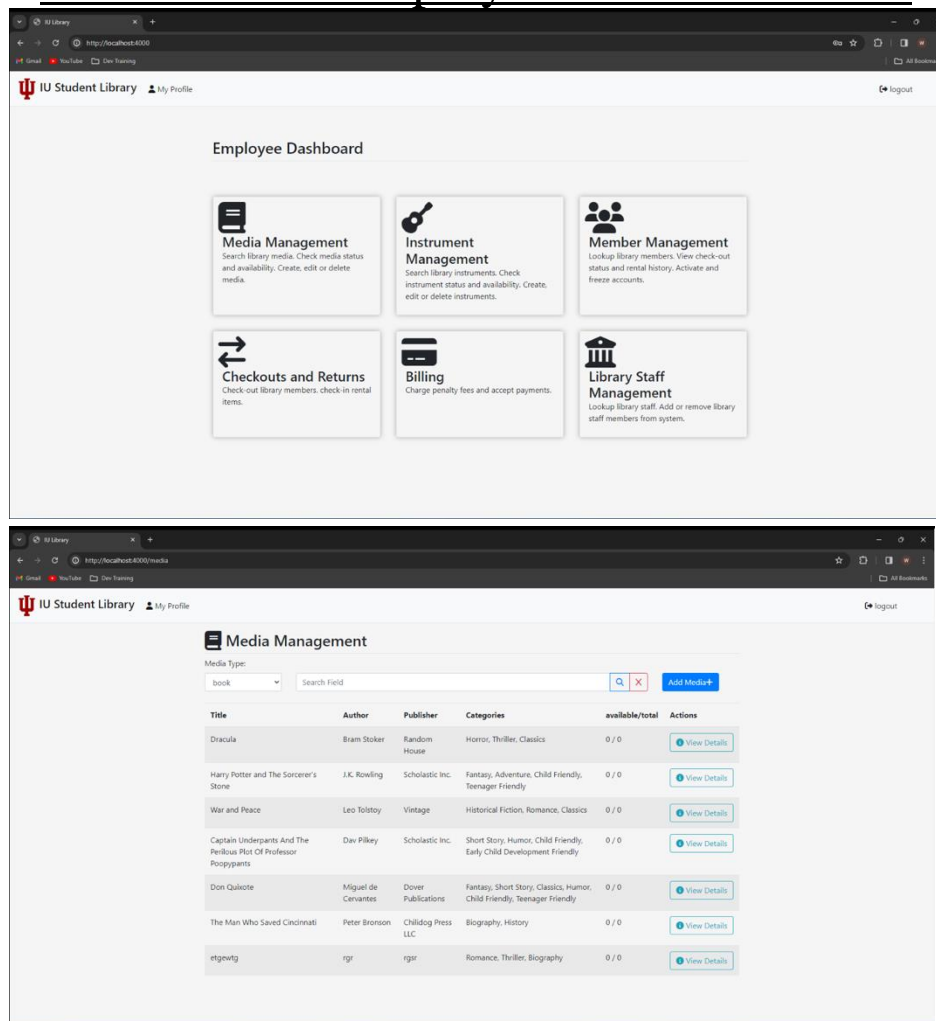 IU Library
http://localhost:4000
Gmail YouTube Dev Training All Bookma
IU Student Library My Profile logout
Employee Dashboard
Media Management
Search library media. Check media status
and availability. Create, edit or delete
media.
Instrument
Management
Search library instruments. Check
instrument status and availability. Create,
edit or delete instruments.
Member Management
Lookup library members. View check-out
status and rental history. Activate and
freeze accounts.
Checkouts and Returns
Check-out library members. check-in rental
items.
Billing
Charge penalty fees and accept payments.
Library Staff
Management
Lookup library staff. Add or remove library
staff members from system.
IU Library
http://localhost:4000/media
Gmail YouTube Dev Training All Bookmarks
IU Student Library My Profile logout
Media Management
Media Type:
book Search Field X Add Media+
Title Author Publisher Categories available/total Actions
Dracula Bram Stoker Random Horror, Thriller, Classics 0 / 0 View Details
House
Harry Potter and The Sorcerer's J.K. Rowling Scholastic Inc. Fantasy, Adventure, Child Friendly, 0 / 0 View Details
Stone Teenager Friendly
War and Peace Leo Tolstoy Vintage Historical Fiction, Romance, Classics 0 / 0 View Details
Captain Underpants And The Dav Pilkey Scholastic Inc. Short Story, Humor, Child Friendly, 0 / 0 View Details
Perilous Plot Of Professor Early Child Development Friendly
Poopypants
Don Quixote Miguel de Dover Fantasy, Short Story, Classics, Humor, 0 / 0 View Details
Cervantes Publications Child Friendly, Teenager Friendly
The Man Who Saved Cincinnati Peter Bronson Chilidog Press Biography, History 0 / 0 View Details
LLC
etgewtg rgr rgsr Romance, Thriller, Biography 0 / 0 View Details